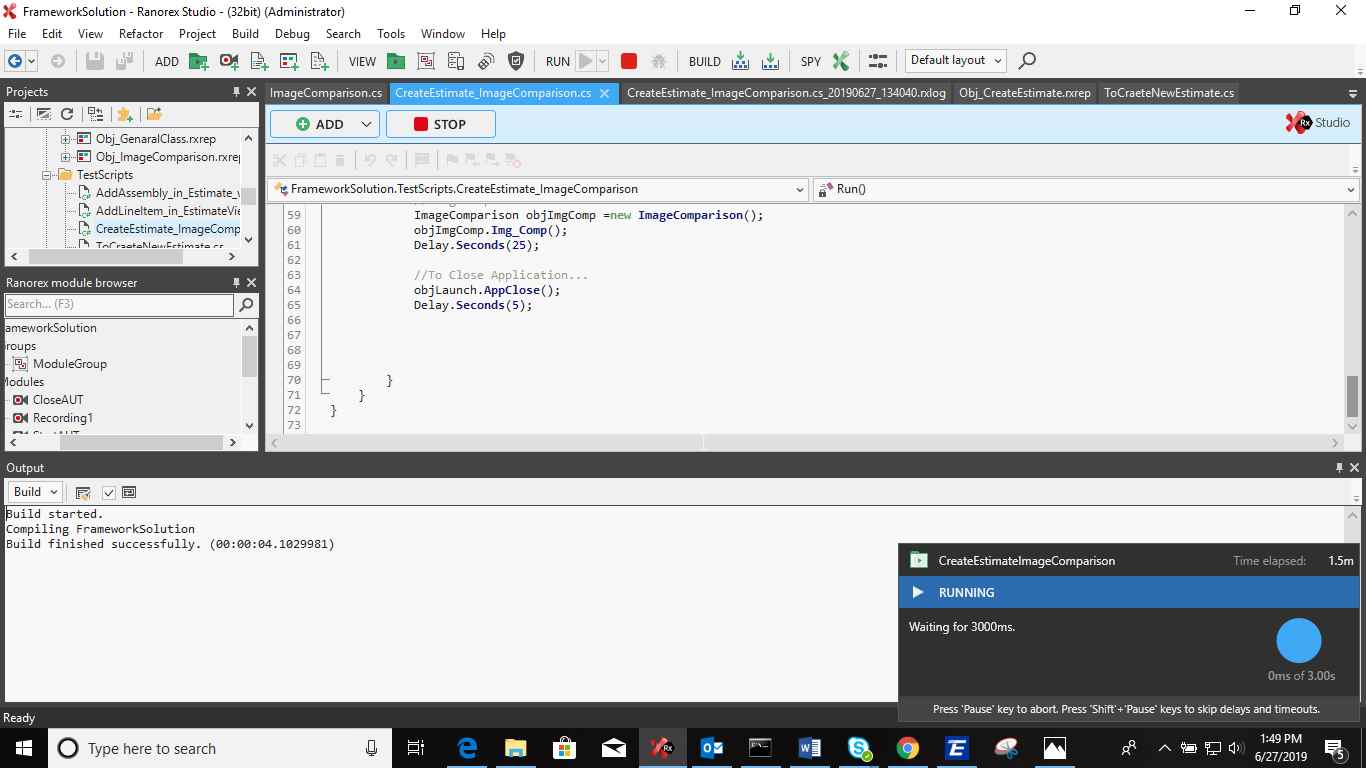 FrameworkSolution - Ranorex Studio - (32bit) (Administrator)
File Edit View Refactor Project Build Debug Search Tools Window Help
ADD VIEW RUN BUILD SPY Default layout
Projects
Obj_GenaralClass.rxrep
Obj_ImageComparison.rxrep
TestScripts
AddAssembly_in_Estimate_
AddLineItem_in_EstimateVie
CreateEstimate_ImageComp
ToCraeteNewEstimate.cs
Ranorex module browser
Search... (F3)
ameworkSolution
roups
ModuleGroup
Modules
CloseAUT
Recording1
StartAUT
ImageComparison.cs CreateEstimate_ImageComparison.cs CreateEstimate_ImageComparison.cs_20190627_134040.rxlog Obj_CreateEstimate.rxrep ToCraeteNewEstimate.cs
ADD STOP Rx Studio
FrameworkSolution.TestScripts.CreateEstimate_ImageComparison Run()
59 ImageComparison objImgComp =new ImageComparison();
60 objImgComp.Img_Comp();
61 Delay.Seconds(25);
62
63 //To Close Application...
64 objLaunch.AppClose();
65 Delay.Seconds(5);
66
67
68
69
70 }
71 }
72 }
73
Output
Build
Build started.
Compiling FrameworkSolution
Build finished successfully. (00:00:04.1029981)
CreateEstimateImageComparison Time elapsed: 1.5m
RUNNING
Waiting for 3000ms.
0ms of 3.00s
Press 'Pause' key to abort. Press 'Shift'+'Pause' keys to skip delays and timeouts.
Ready
Type here to search
1:49 PM
6/27/2019
5